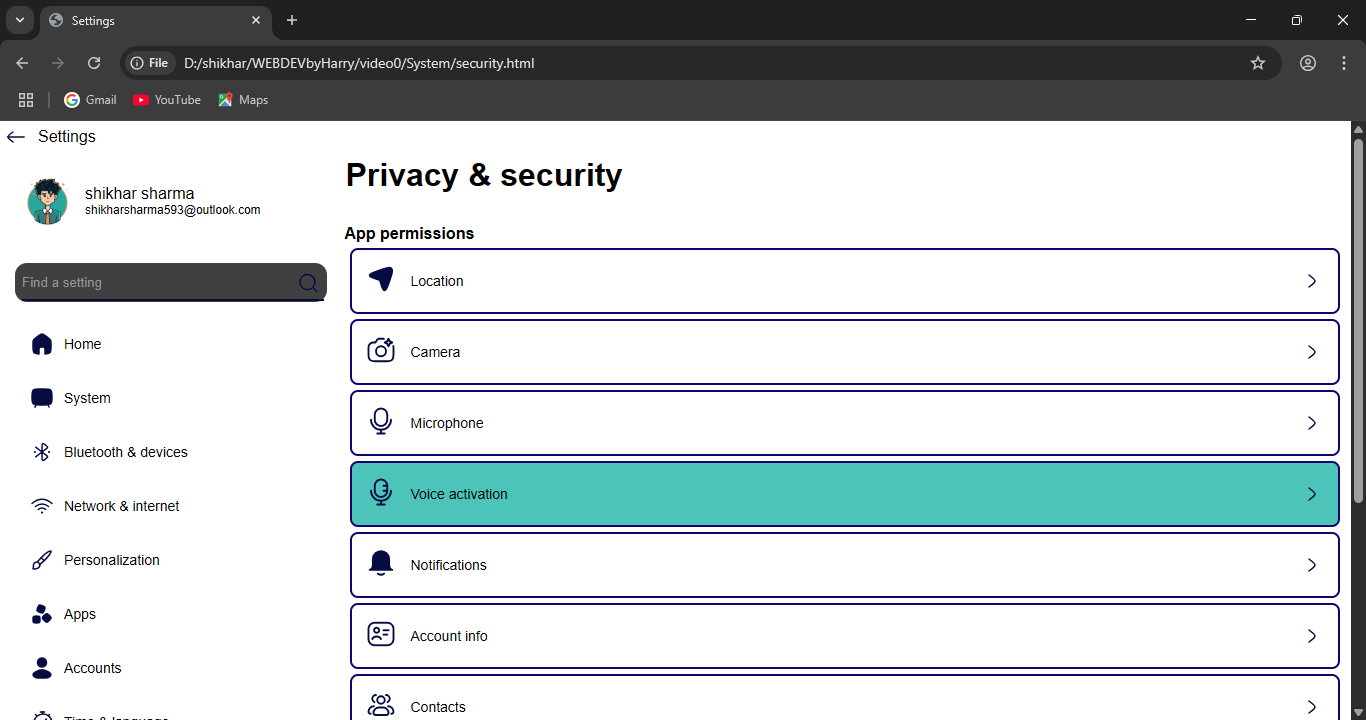 Settings
File D:/shikhar/WEBDEVbyHarry/video0/System/security.html
Gmail YouTube Maps
Settings
shikhar sharma
shikharsharma593@outlook.com
Find a setting
Home
System
Bluetooth & devices
Network & internet
Personalization
Apps
Accounts
Time & language
Privacy & security
App permissions
Location
Camera
Microphone
Voice activation
Notifications
Account info
Contacts